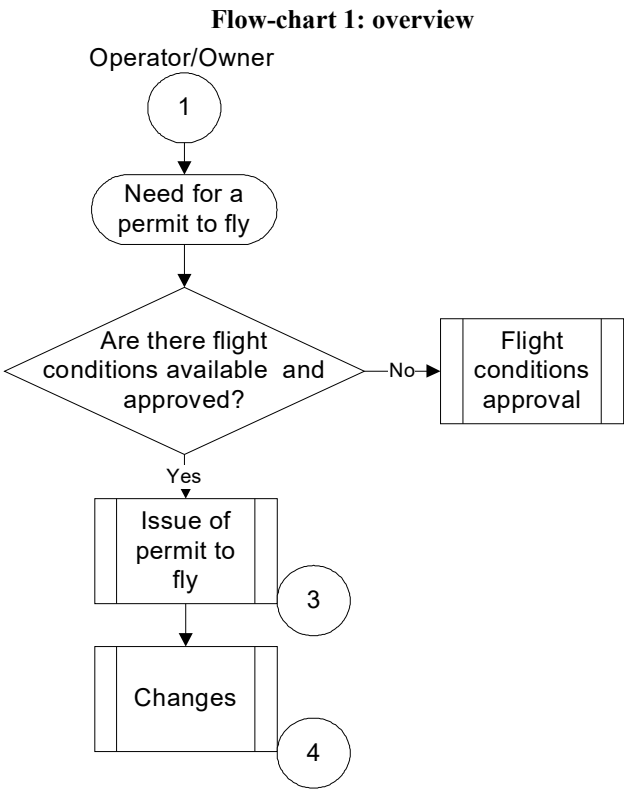 Flow-chart 1: overview
Operator/Owner
1
Need for a
permit to fly
Are there flight
conditions available and
approved?
No
Flight
conditions
approval
Yes
Issue of
permit to
fly
3
Changes
4